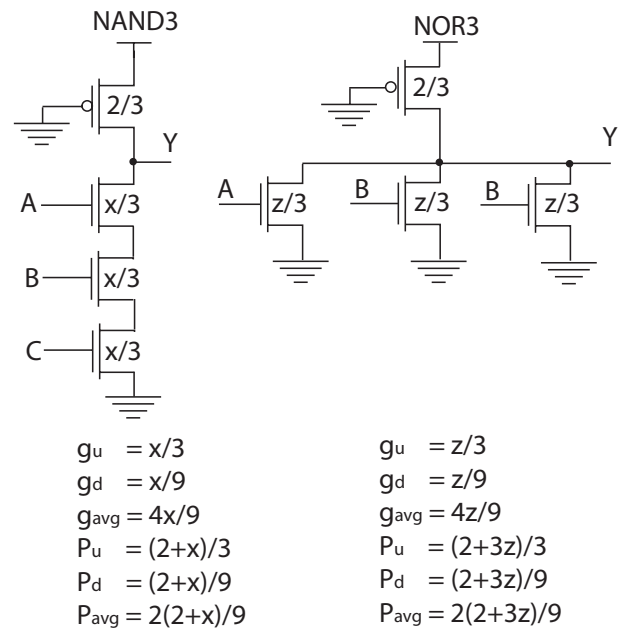 NAND3
2/3
Y
A
x/3
B
x/3
C
x/3
gu = x/3
gd = x/9
gavg = 4x/9
Pu = (2+x)/3
Pd = (2+x)/9
Pavg = 2(2+x)/9
NOR3
2/3
Y
A
z/3
B
z/3
B
z/3
gu = z/3
gd = z/9
gavg = 4z/9
Pu = (2+3z)/3
Pd = (2+3z)/9
Pavg = 2(2+3z)/9